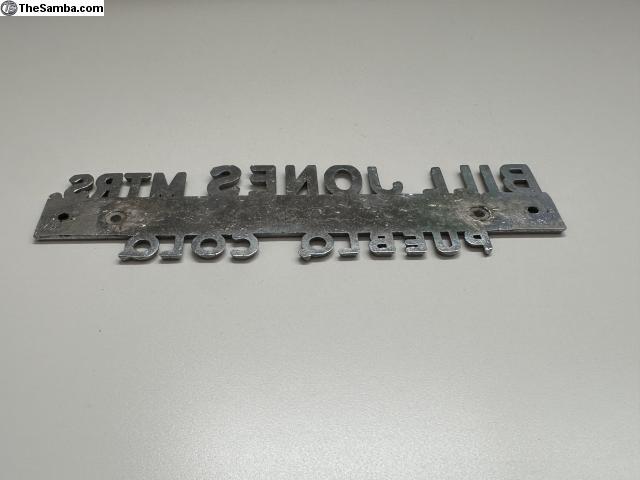 TheSamba.com
BILL JONES MTRS
PUEBLO COLO